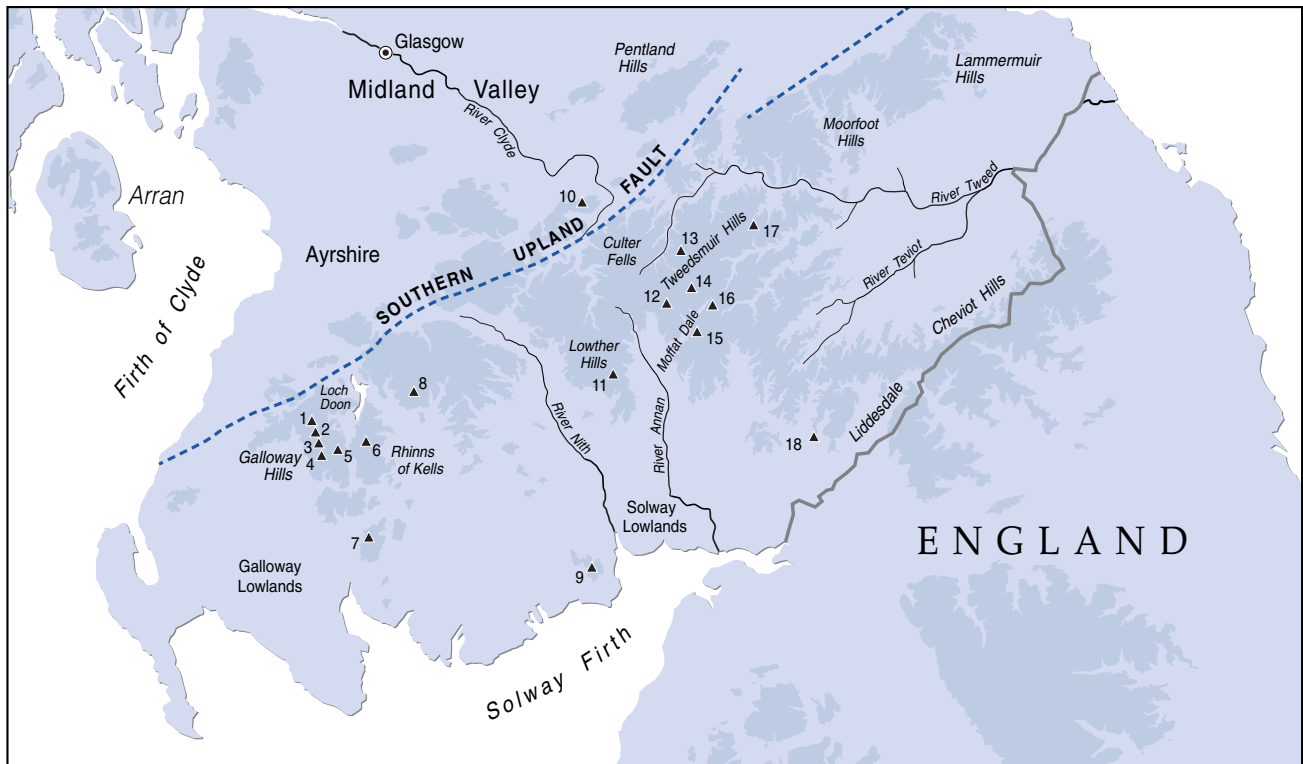 Glasgow
Pentland
Hills
Lammermuir
Hills
Midland Valley
River Clyde
Moorfoot
Hills
Arran
10
SOUTHERN UPLAND FAULT
River Tweed
Ayrshire
Culter
Fells
13
Tweedsmuir Hills
17
River Teviot
Firth of Clyde
12
14
16
Cheviot Hills
Moffat Dale
15
Lowther
Hills
11
Loch
Doon
8
1
2
3
4
5
6
Galloway
Hills
Rhinns
of Kells
River Nith
River Annan
18
Liddesdale
Solway
Lowlands
ENGLAND
7
Galloway
Lowlands
9
Solway Firth